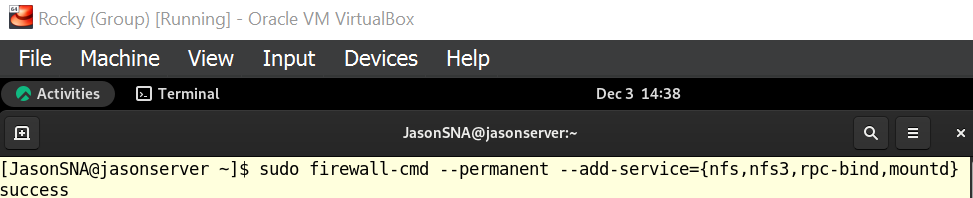 Rocky (Group) [Running] - Oracle VM VirtualBox
File Machine View Input Devices Help
Activities Terminal Dec 3 14:38
JasonSNA@jasonserver:~
[JasonSNA@jasonserver ~]$ sudo firewall-cmd --permanent --add-service={nfs,nfs3,rpc-bind,mountd}
success